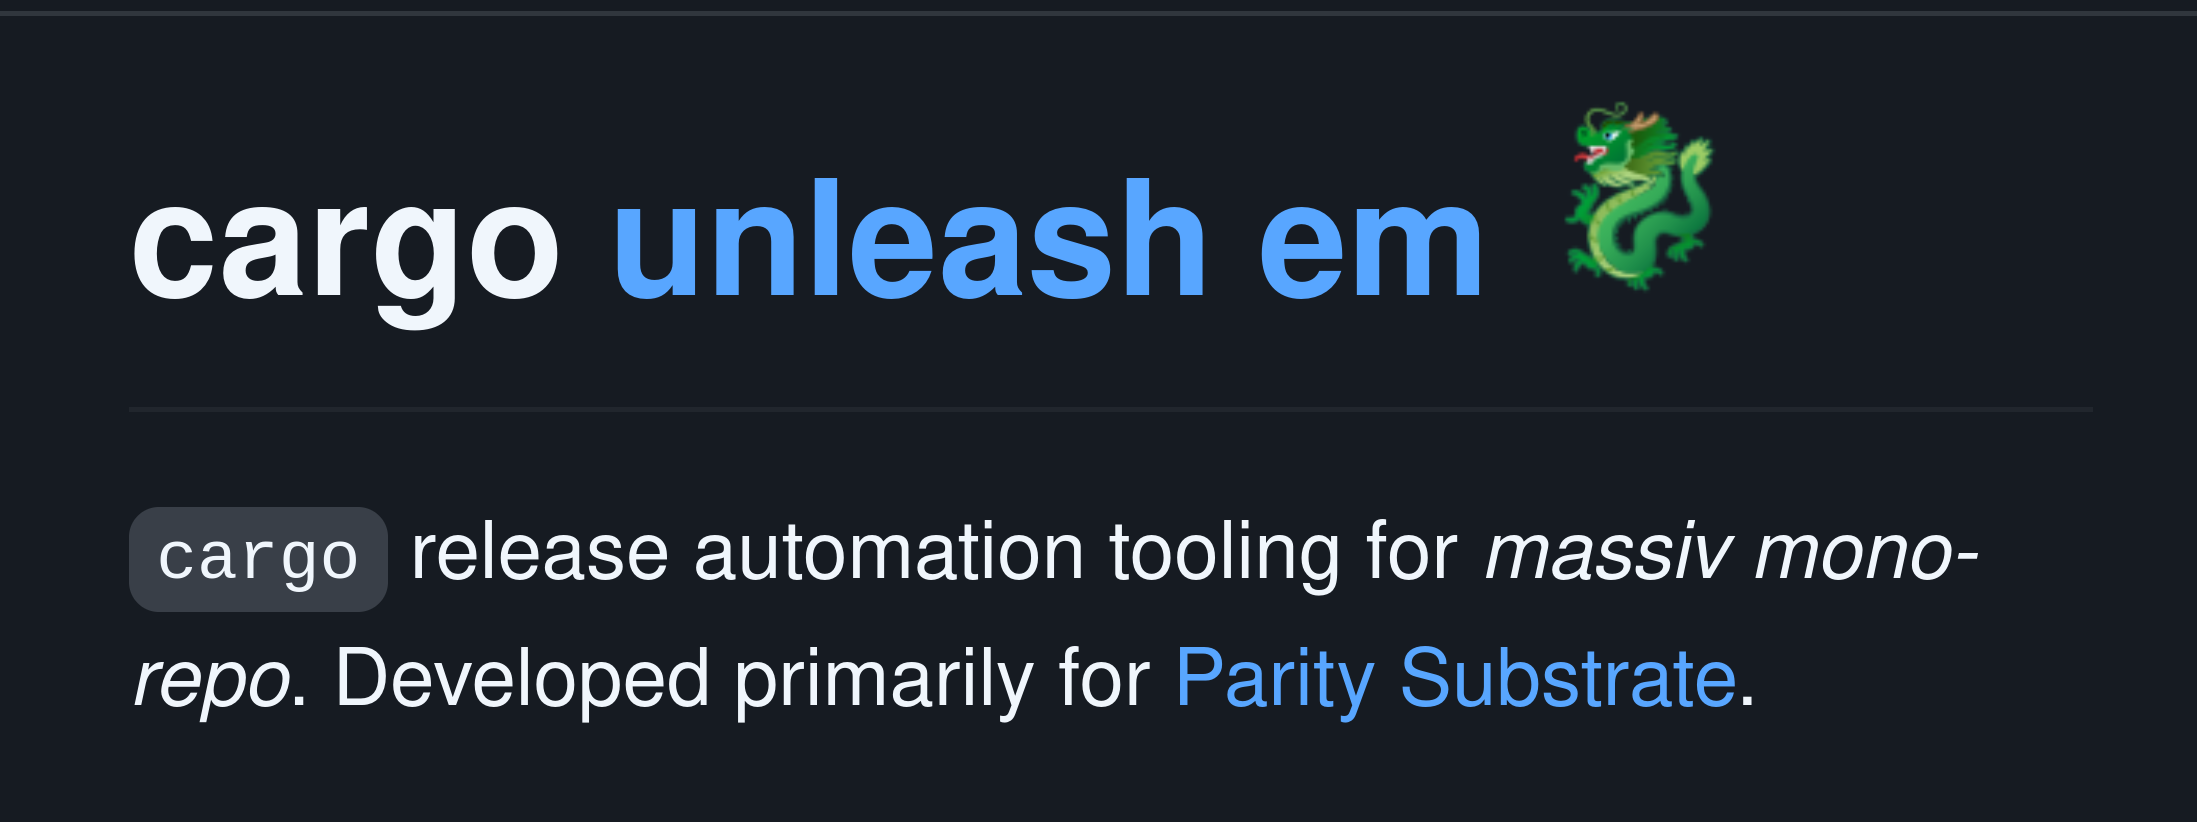 cargo unleash em 🐉
cargo release automation tooling for massiv mono-
repo. Developed primarily for Parity Substrate.